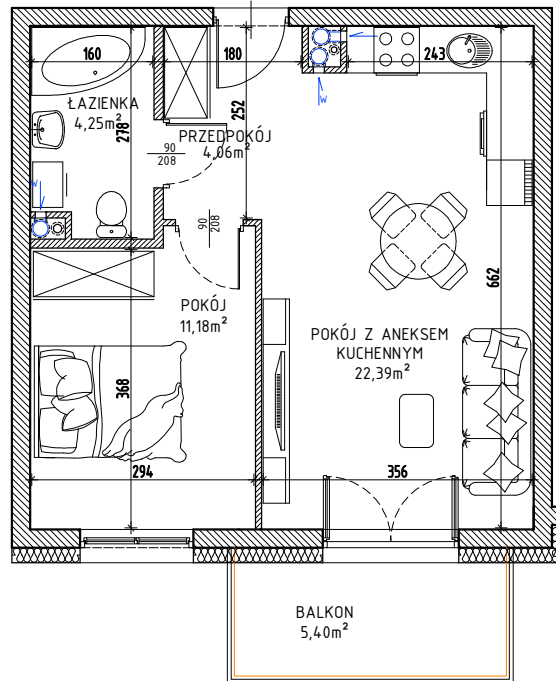 160
180
243
ŁAZIENKA
4,25m²
278
252
PRZEDPOKÓJ
4,06m²
90
208
90
208
W
W
662
POKÓJ
11,18m²
POKÓJ Z ANEKSEM
KUCHENNYM
22,39m²
368
294
356
BALKON
5,40m²